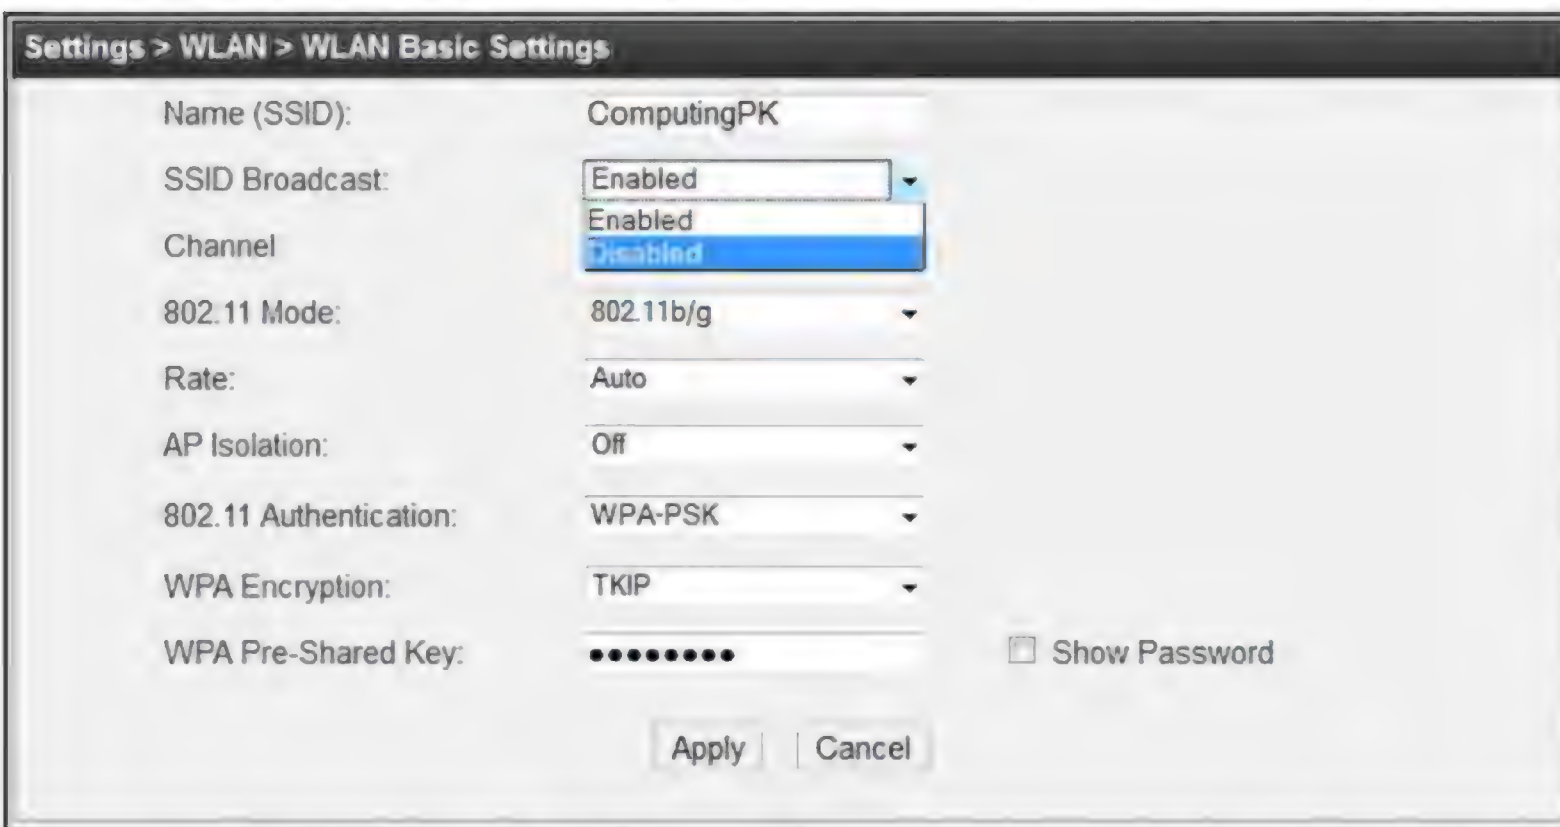 Settings > WLAN > WLAN Basic Settings
Name (SSID): ComputingPK
SSID Broadcast: Enabled
Enabled
Disabled
Channel
802.11 Mode: 802.11b/g
Rate: Auto
AP Isolation: Off
802.11 Authentication: WPA-PSK
WPA Encryption: TKIP
WPA Pre-Shared Key: ●●●●●●●● Show Password
Apply Cancel